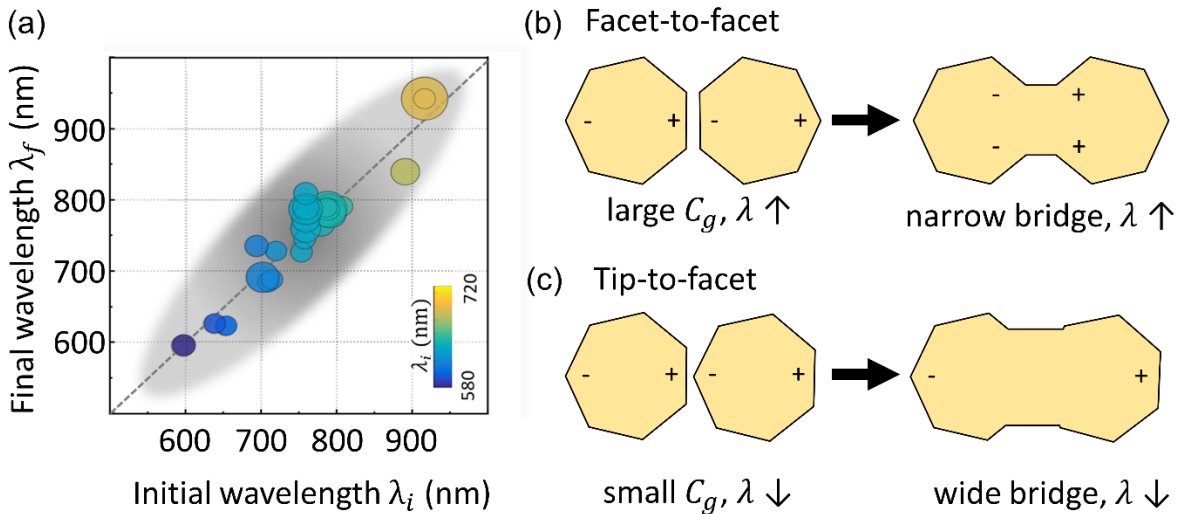 (a)
Final wavelength λf (nm)
900
800
700
600
600 700 800 900
Initial wavelength λi (nm)
λi (nm)
720
580
(b) Facet-to-facet
- + - +
- +
- +
large Cg, λ ↑
narrow bridge, λ ↑
(c) Tip-to-facet
- + - +
- +
small Cg, λ ↓
wide bridge, λ ↓